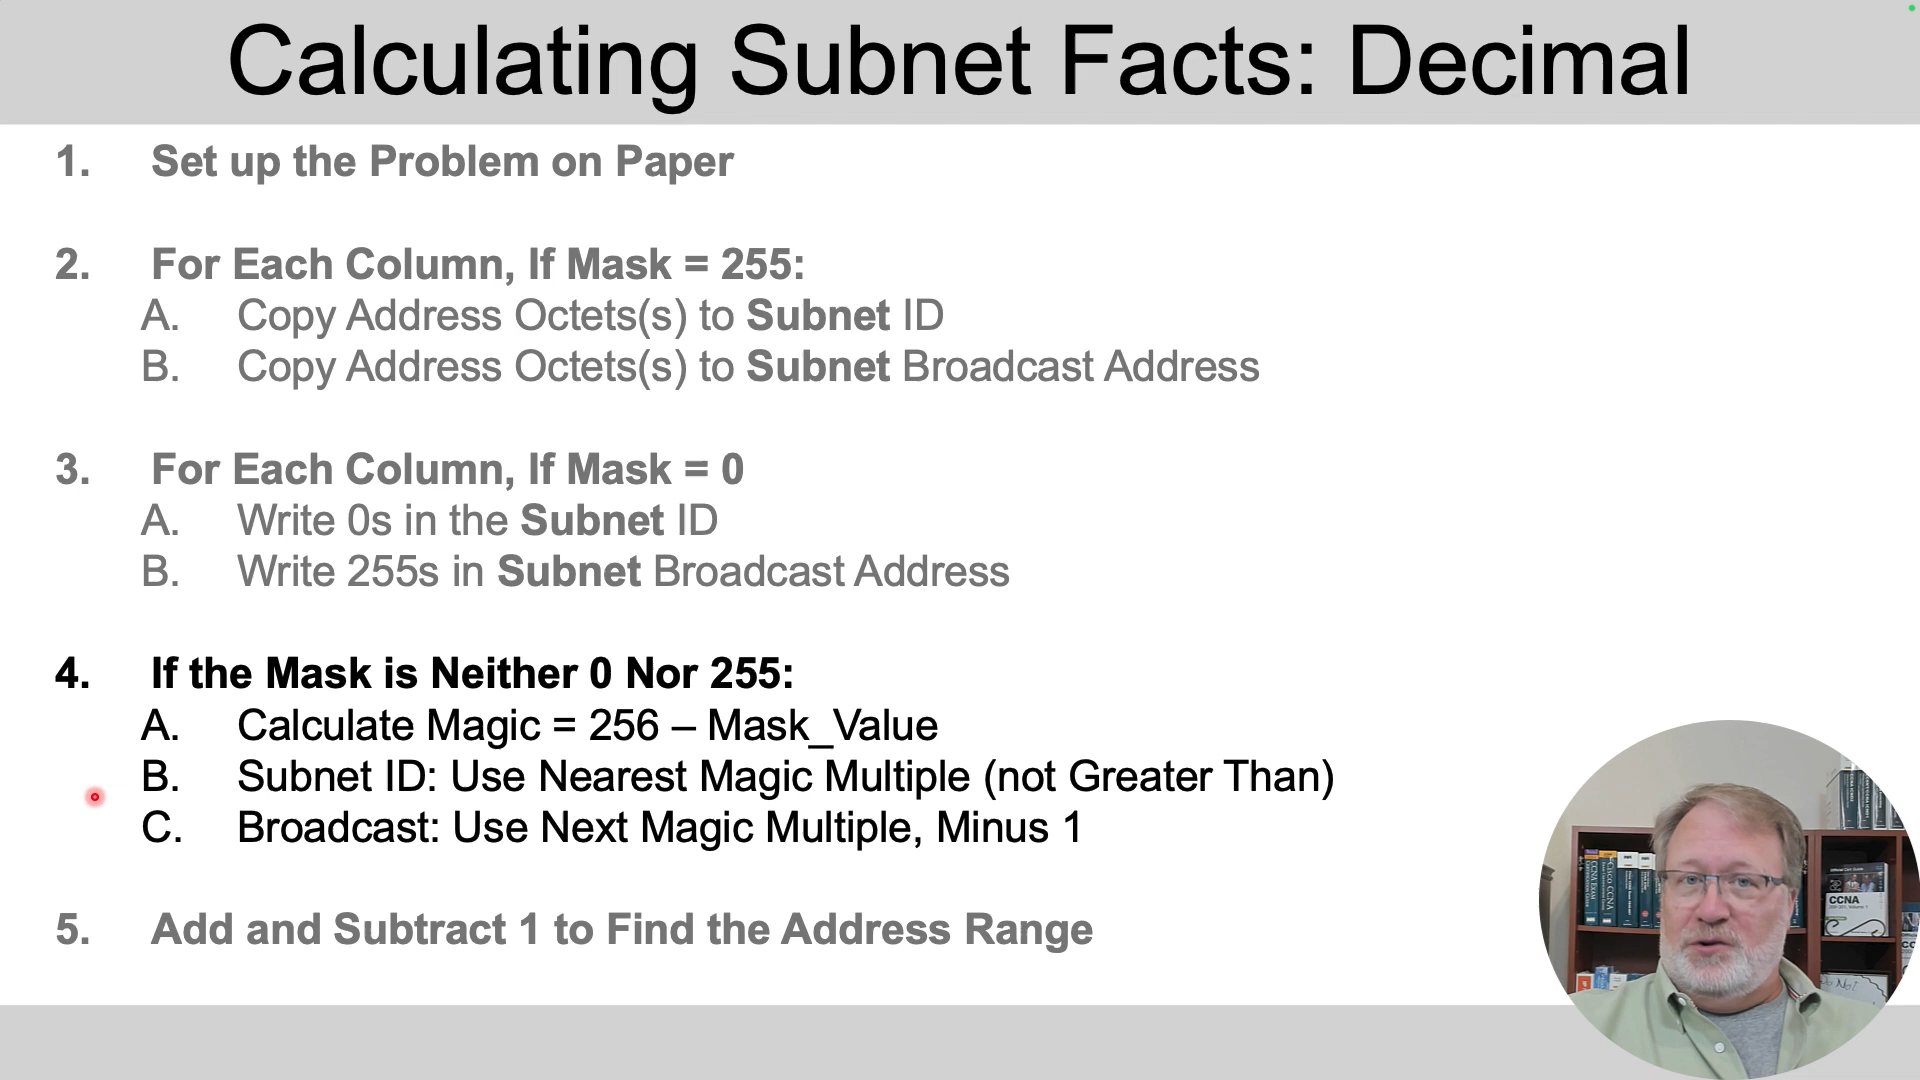 Calculating Subnet Facts: Decimal
1. Set up the Problem on Paper
2. For Each Column, If Mask = 255:
A. Copy Address Octets(s) to Subnet ID
B. Copy Address Octets(s) to Subnet Broadcast Address
3. For Each Column, If Mask = 0
A. Write 0s in the Subnet ID
B. Write 255s in Subnet Broadcast Address
4. If the Mask is Neither 0 Nor 255:
A. Calculate Magic = 256 – Mask_Value
B. Subnet ID: Use Nearest Magic Multiple (not Greater Than)
C. Broadcast: Use Next Magic Multiple, Minus 1
5. Add and Subtract 1 to Find the Address Range
CCNA